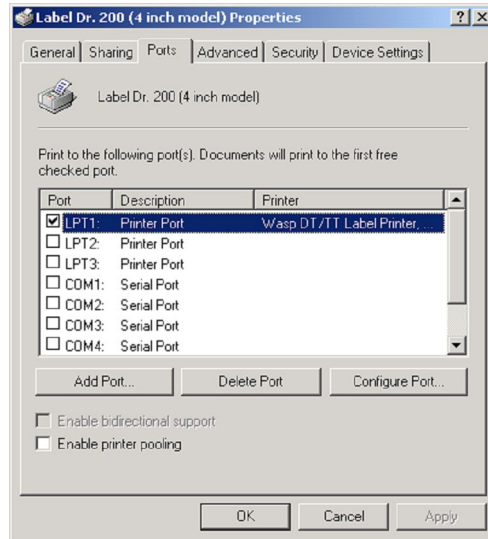 Label Dr. 200 (4 inch model) Properties
General Sharing Ports Advanced Security Device Settings
Label Dr. 200 (4 inch model)
Print to the following port(s). Documents will print to the first free
checked port.
Port Description Printer
LPT1: Printer Port Wasp DT/TT Label Printer, ...
LPT2: Printer Port
LPT3: Printer Port
COM1: Serial Port
COM2: Serial Port
COM3: Serial Port
COM4: Serial Port
Add Port... Delete Port Configure Port...
Enable bidirectional support
Enable printer pooling
OK Cancel Apply